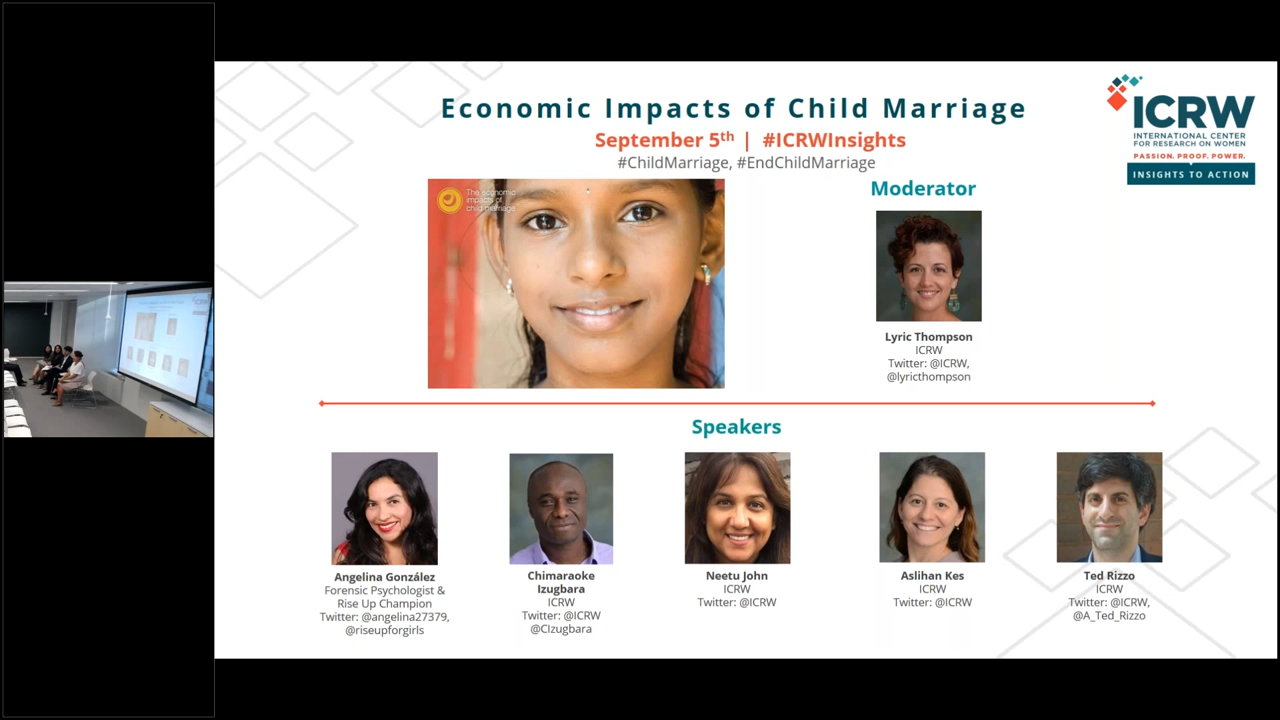 Economic Impacts of Child Marriage
September 5th | #ICRWInsights
#ChildMarriage, #EndChildMarriage
ICRW
INTERNATIONAL CENTER
FOR RESEARCH ON WOMEN
PASSION. PROOF. POWER.
INSIGHTS TO ACTION
The economic
impacts of
child marriage
Moderator
Lyric Thompson
ICRW
Twitter: @ICRW,
@lyricthompson
Speakers
Angelina González
Forensic Psychologist &
Rise Up Champion
Twitter: @angelina27379,
@riseupforgirls
Chimaraoke
Izugbara
ICRW
Twitter: @ICRW
@CIzugbara
Neetu John
ICRW
Twitter: @ICRW
Aslihan Kes
ICRW
Twitter: @ICRW
Ted Rizzo
ICRW
Twitter: @ICRW,
@A_Ted_Rizzo